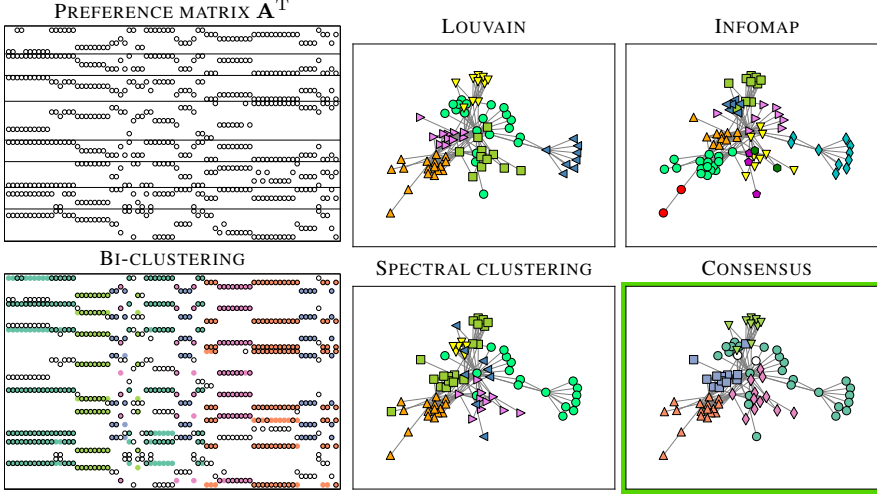 PREFERENCE MATRIX A^T
LOUVAIN
INFOMAP
BI-CLUSTERING
SPECTRAL CLUSTERING
CONSENSUS